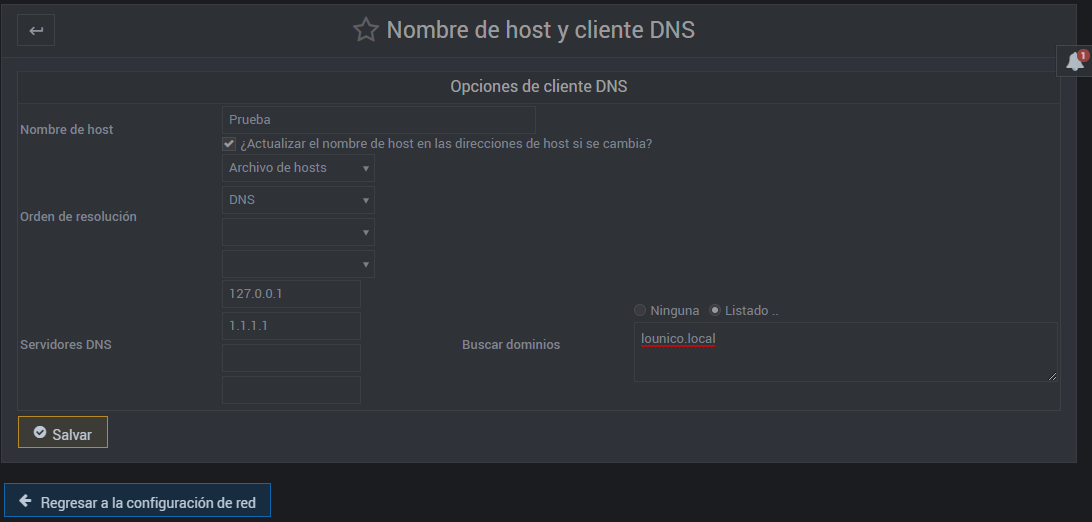 Nombre de host y cliente DNS
1
Opciones de cliente DNS
Nombre de host
Prueba
¿Actualizar el nombre de host en las direcciones de host si se cambia?
Orden de resolución
Archivo de hosts
DNS
Servidores DNS
127.0.0.1
1.1.1.1
Buscar dominios
Ninguna Listado ..
lounico.local
Salvar
Regresar a la configuración de red